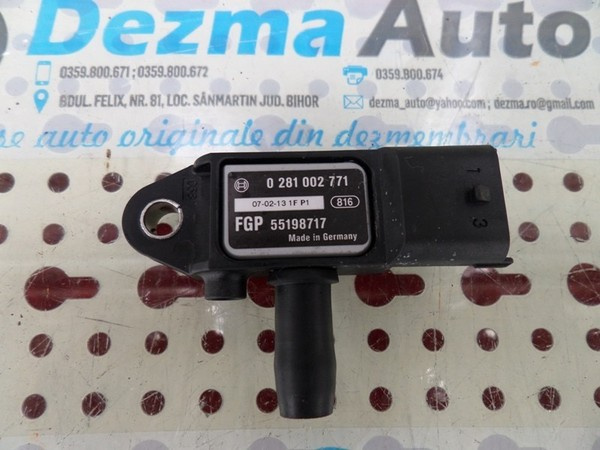 Dezma Auto
0359.800.671 ; 0359.800.672
0359.800.674
BDUL. FELIX, NR. 81, LOC. SÂNMARTIN JUD. BIHOR
dezma_auto@yahoo.com ; dezma.ro@gmail.com
se auto originale din dezmembrari
0 281 002 771
07-02-13 1F P1
816
FGP 55198717
Made in Germany
1 3